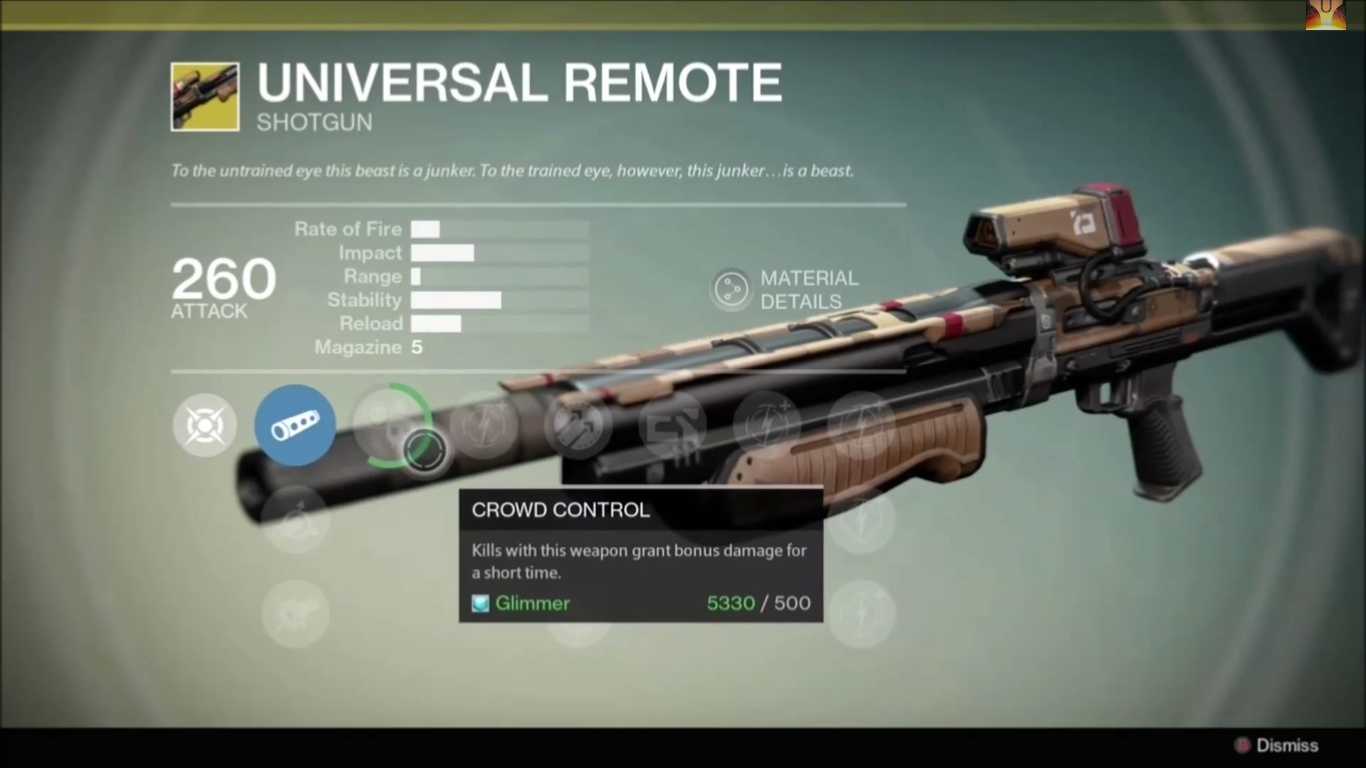 UNIVERSAL REMOTE
SHOTGUN
To the untrained eye this beast is a junker. To the trained eye, however, this junker…is a beast.
260
ATTACK
Rate of Fire
Impact
Range
Stability
Reload
Magazine 5
MATERIAL
DETAILS
CROWD CONTROL
Kills with this weapon grant bonus damage for
a short time.
Glimmer 5330 / 500
B Dismiss